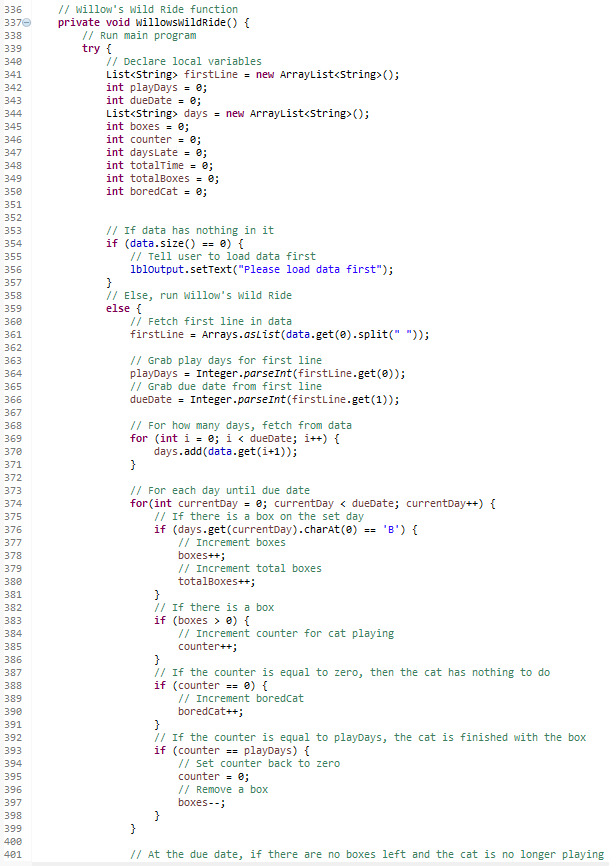 336 // Willow's Wild Ride function
337 private void WillowsWildRide() {
338 // Run main program
339 try {
340 // Declare local variables
341 List<String> firstLine = new ArrayList<String>();
342 int playDays = 0;
343 int dueDate = 0;
344 List<String> days = new ArrayList<String>();
345 int boxes = 0;
346 int counter = 0;
347 int daysLate = 0;
348 int totalTime = 0;
349 int totalBoxes = 0;
350 int boredCat = 0;
351
352
353 // If data has nothing in it
354 if (data.size() == 0) {
355 // Tell user to load data first
356 lblOutput.setText("Please load data first");
357 }
358 // Else, run Willow's Wild Ride
359 else {
360 // Fetch first line in data
361 firstLine = Arrays.asList(data.get(0).split(" "));
362
363 // Grab play days for first line
364 playDays = Integer.parseInt(firstLine.get(0));
365 // Grab due date from first line
366 dueDate = Integer.parseInt(firstLine.get(1));
367
368 // For how many days, fetch from data
369 for (int i = 0; i < dueDate; i++) {
370 days.add(data.get(i+1));
371 }
372
373 // For each day until due date
374 for(int currentDay = 0; currentDay < dueDate; currentDay++) {
375 // If there is a box on the set day
376 if (days.get(currentDay).charAt(0) == 'B') {
377 // Increment boxes
378 boxes++;
379 // Increment total boxes
380 totalBoxes++;
381 }
382 // If there is a box
383 if (boxes > 0) {
384 // Increment counter for cat playing
385 counter++;
386 }
387 // If the counter is equal to zero, then the cat has nothing to do
388 if (counter == 0) {
389 // Increment boredCat
390 boredCat++;
391 }
392 // If the counter is equal to playDays, the cat is finished with the box
393 if (counter == playDays) {
394 // Set counter back to zero
395 counter = 0;
396 // Remove a box
397 boxes--;
398 }
399 }
400
401 // At the due date, if there are no boxes left and the cat is no longer playing